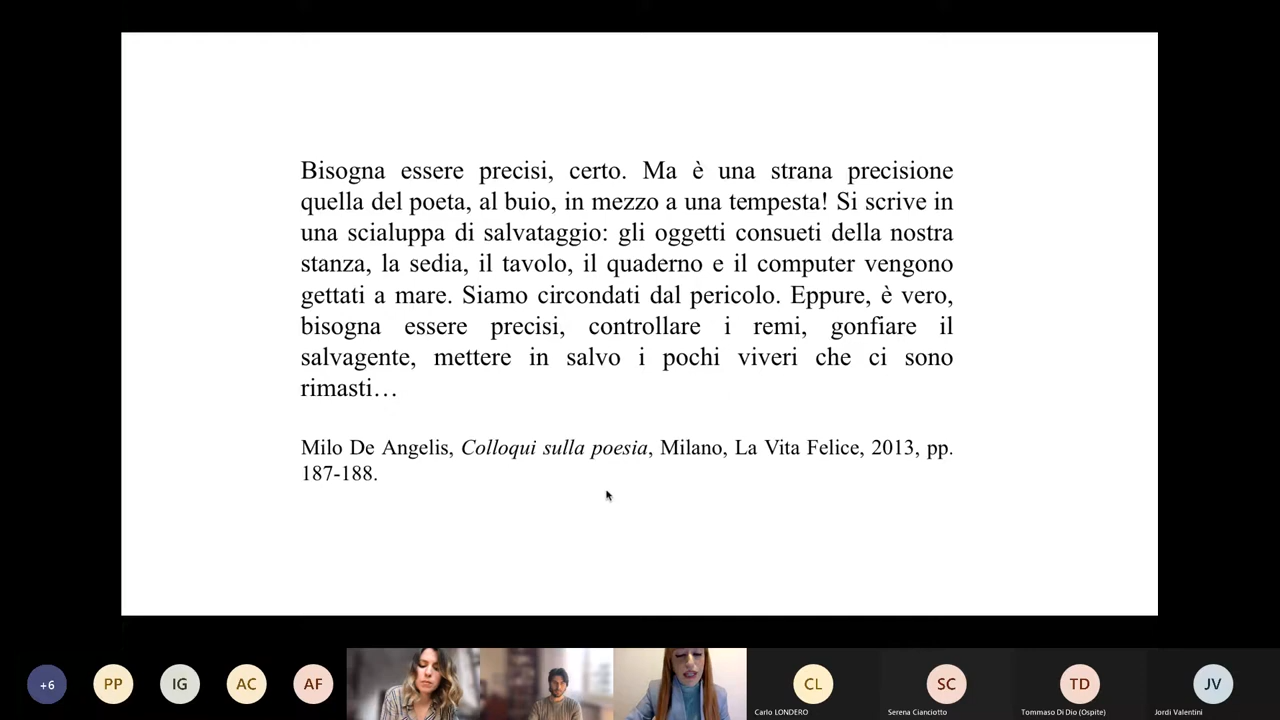 Bisogna essere precisi, certo. Ma è una strana precisione
quella del poeta, al buio, in mezzo a una tempesta! Si scrive in
una scialuppa di salvataggio: gli oggetti consueti della nostra
stanza, la sedia, il tavolo, il quaderno e il computer vengono
gettati a mare. Siamo circondati dal pericolo. Eppure, è vero,
bisogna essere precisi, controllare i remi, gonfiare il
salvagente, mettere in salvo i pochi viveri che ci sono
rimasti…
Milo De Angelis, Colloqui sulla poesia, Milano, La Vita Felice, 2013, pp.
187-188.
+6 PP IG AC AF CL SC TD JV
Carlo LONDERO Serena Cianciotto Tommaso Di Dio (Ospite) Jordi Valentini